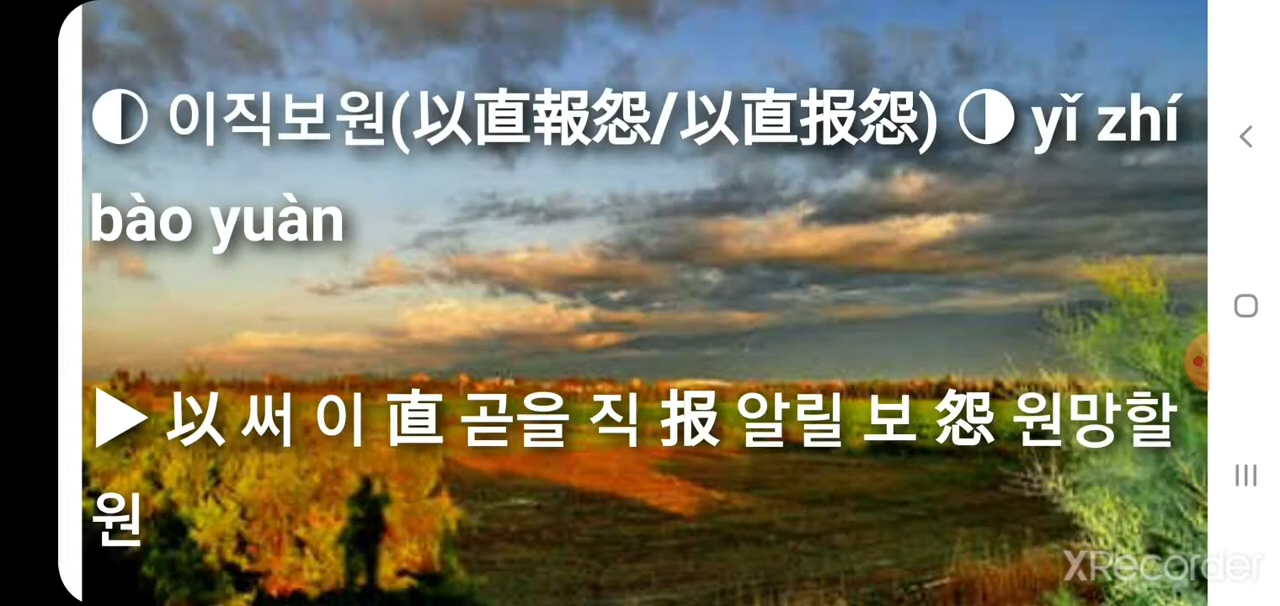 ◐ 이직보원(以直報怨/以直报怨) ◑ yǐ zhí
bào yuàn
▶ 以 써 이 直 곧을 직 报 알릴 보 怨 원망할
원
XRecorder